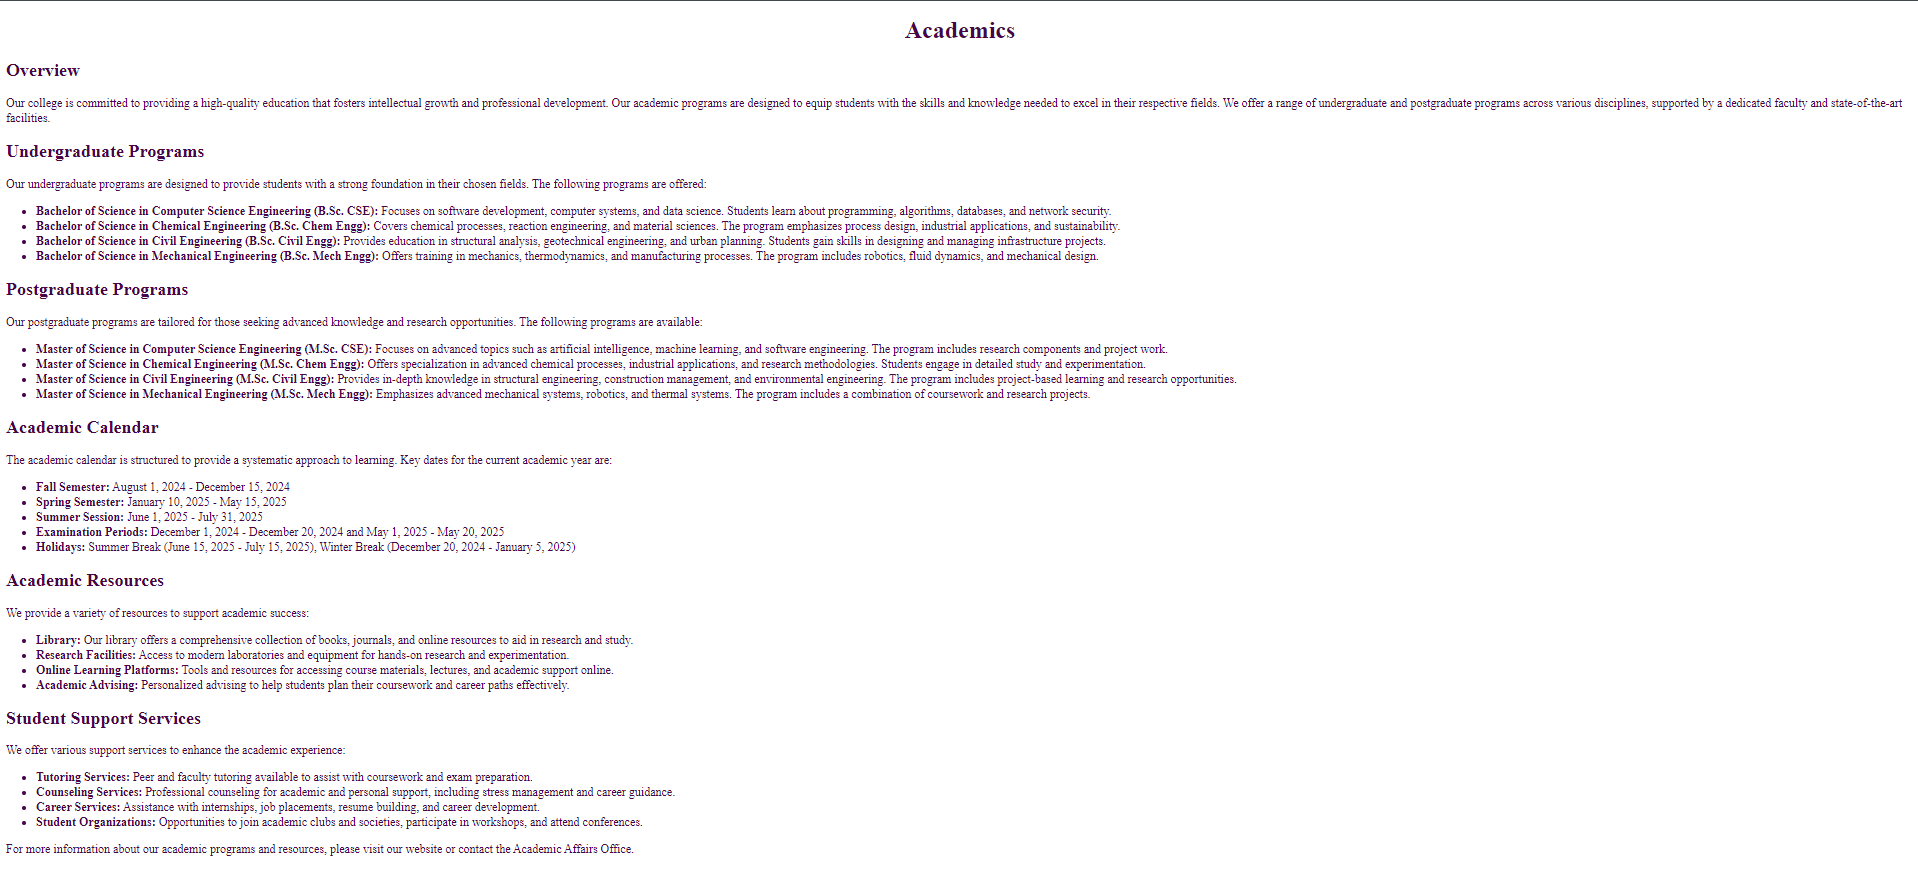 Academics
Overview
Our college is committed to providing a high-quality education that fosters intellectual growth and professional development. Our academic programs are designed to equip students with the skills and knowledge needed to excel in their respective fields. We offer a range of undergraduate and postgraduate programs across various disciplines, supported by a dedicated faculty and state-of-the-art
facilities.
Undergraduate Programs
Our undergraduate programs are designed to provide students with a strong foundation in their chosen fields. The following programs are offered:
• Bachelor of Science in Computer Science Engineering (B.Sc. CSE): Focuses on software development, computer systems, and data science. Students learn about programming, algorithms, databases, and network security.
• Bachelor of Science in Chemical Engineering (B.Sc. Chem Engg): Covers chemical processes, reaction engineering, and material sciences. The program emphasizes process design, industrial applications, and sustainability.
• Bachelor of Science in Civil Engineering (B.Sc. Civil Engg): Provides education in structural analysis, geotechnical engineering, and urban planning. Students gain skills in designing and managing infrastructure projects.
• Bachelor of Science in Mechanical Engineering (B.Sc. Mech Engg): Offers training in mechanics, thermodynamics, and manufacturing processes. The program includes robotics, fluid dynamics, and mechanical design.
Postgraduate Programs
Our postgraduate programs are tailored for those seeking advanced knowledge and research opportunities. The following programs are available:
• Master of Science in Computer Science Engineering (M.Sc. CSE): Focuses on advanced topics such as artificial intelligence, machine learning, and software engineering. The program includes research components and project work.
• Master of Science in Chemical Engineering (M.Sc. Chem Engg): Offers specialization in advanced chemical processes, industrial applications, and research methodologies. Students engage in detailed study and experimentation.
• Master of Science in Civil Engineering (M.Sc. Civil Engg): Provides in-depth knowledge in structural engineering, construction management, and environmental engineering. The program includes project-based learning and research opportunities.
• Master of Science in Mechanical Engineering (M.Sc. Mech Engg): Emphasizes advanced mechanical systems, robotics, and thermal systems. The program includes a combination of coursework and research projects.
Academic Calendar
The academic calendar is structured to provide a systematic approach to learning. Key dates for the current academic year are:
• Fall Semester: August 1, 2024 - December 15, 2024
• Spring Semester: January 10, 2025 - May 15, 2025
• Summer Session: June 1, 2025 - July 31, 2025
• Examination Periods: December 1, 2024 - December 20, 2024 and May 1, 2025 - May 20, 2025
• Holidays: Summer Break (June 15, 2025 - July 15, 2025), Winter Break (December 20, 2024 - January 5, 2025)
Academic Resources
We provide a variety of resources to support academic success:
• Library: Our library offers a comprehensive collection of books, journals, and online resources to aid in research and study.
• Research Facilities: Access to modern laboratories and equipment for hands-on research and experimentation.
• Online Learning Platforms: Tools and resources for accessing course materials, lectures, and academic support online.
• Academic Advising: Personalized advising to help students plan their coursework and career paths effectively.
Student Support Services
We offer various support services to enhance the academic experience:
• Tutoring Services: Peer and faculty tutoring available to assist with coursework and exam preparation.
• Counseling Services: Professional counseling for academic and personal support, including stress management and career guidance.
• Career Services: Assistance with internships, job placements, resume building, and career development.
• Student Organizations: Opportunities to join academic clubs and societies, participate in workshops, and attend conferences.
For more information about our academic programs and resources, please visit our website or contact the Academic Affairs Office.